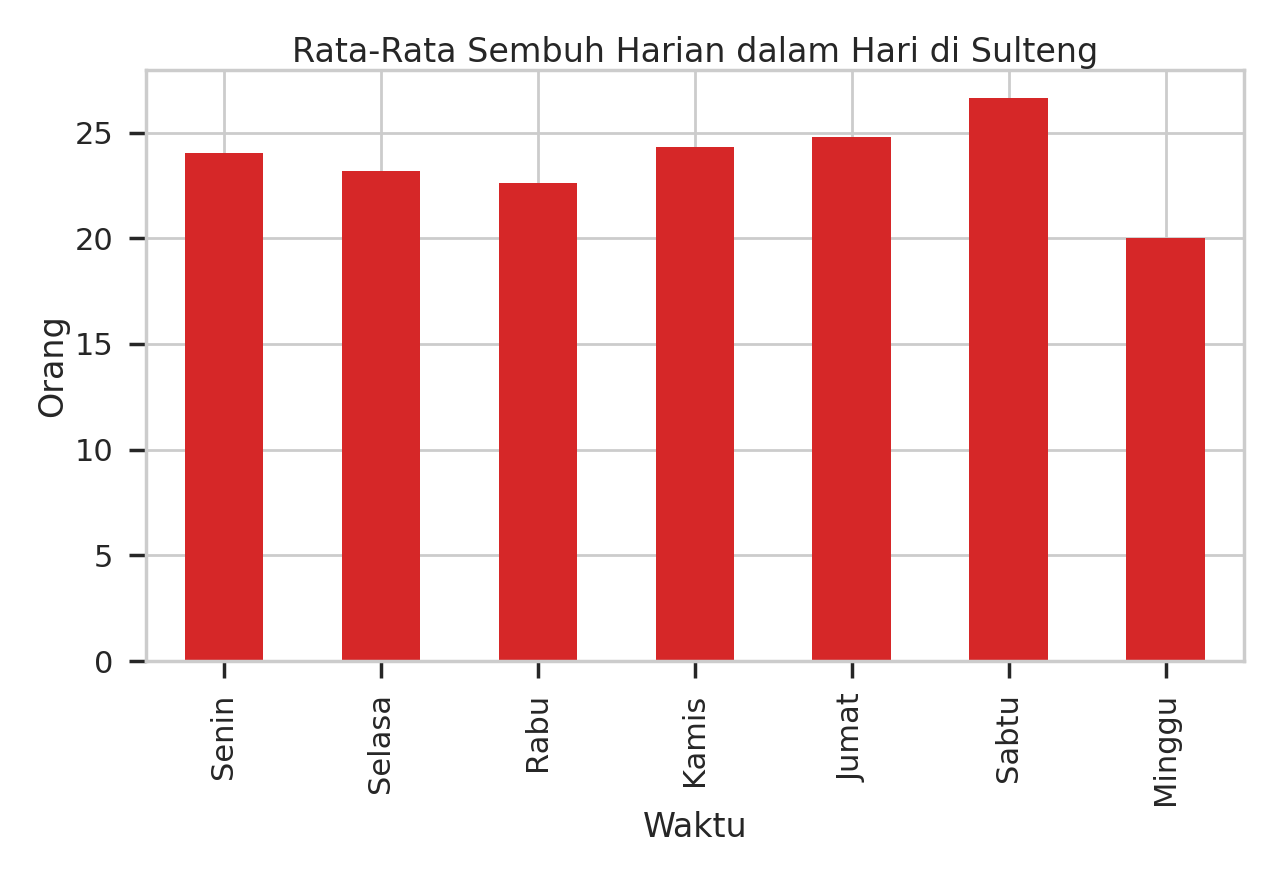 Rata-Rata Sembuh Harian dalam Hari di Sulteng
Orang
25
20
15
10
5
0
Senin
Selasa
Rabu
Kamis
Jumat
Sabtu
Minggu
Waktu